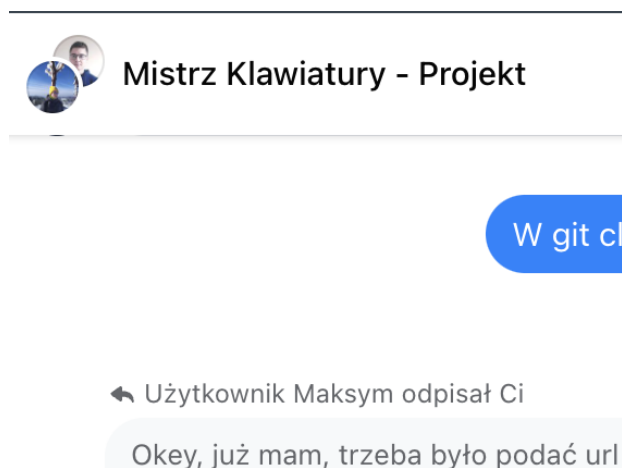 Mistrz Klawiatury - Projekt
W git cl
Użytkownik Maksym odpisał Ci
Okey, już mam, trzeba było podać url